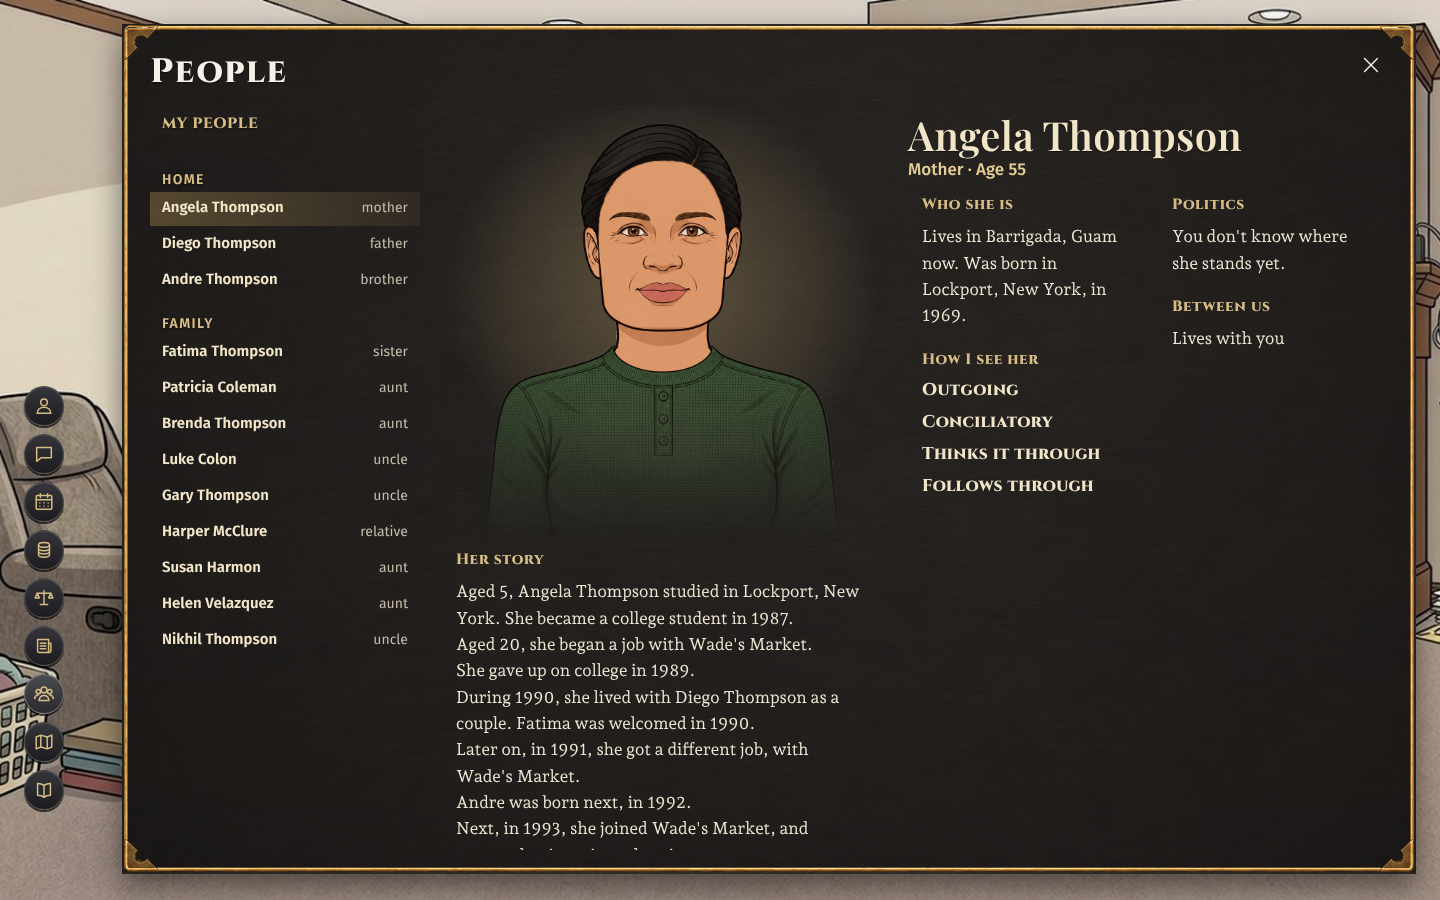 People
My People
HOME
Angela Thompson mother
Diego Thompson father
Andre Thompson brother
FAMILY
Fatima Thompson sister
Patricia Coleman aunt
Brenda Thompson aunt
Luke Colon uncle
Gary Thompson uncle
Harper McClure relative
Susan Harmon aunt
Helen Velazquez aunt
Nikhil Thompson uncle
Her story
Aged 5, Angela Thompson studied in Lockport, New
York. She became a college student in 1987.
Aged 20, she began a job with Wade's Market.
She gave up on college in 1989.
During 1990, she lived with Diego Thompson as a
couple. Fatima was welcomed in 1990.
Later on, in 1991, she got a different job, with
Wade's Market.
Andre was born next, in 1992.
Next, in 1993, she joined Wade's Market, and
Angela Thompson
Mother · Age 55
Who she is
Lives in Barrigada, Guam
now. Was born in
Lockport, New York, in
1969.
How I see her
Outgoing
Conciliatory
Thinks it through
Follows through
Politics
You don't know where
she stands yet.
Between us
Lives with you